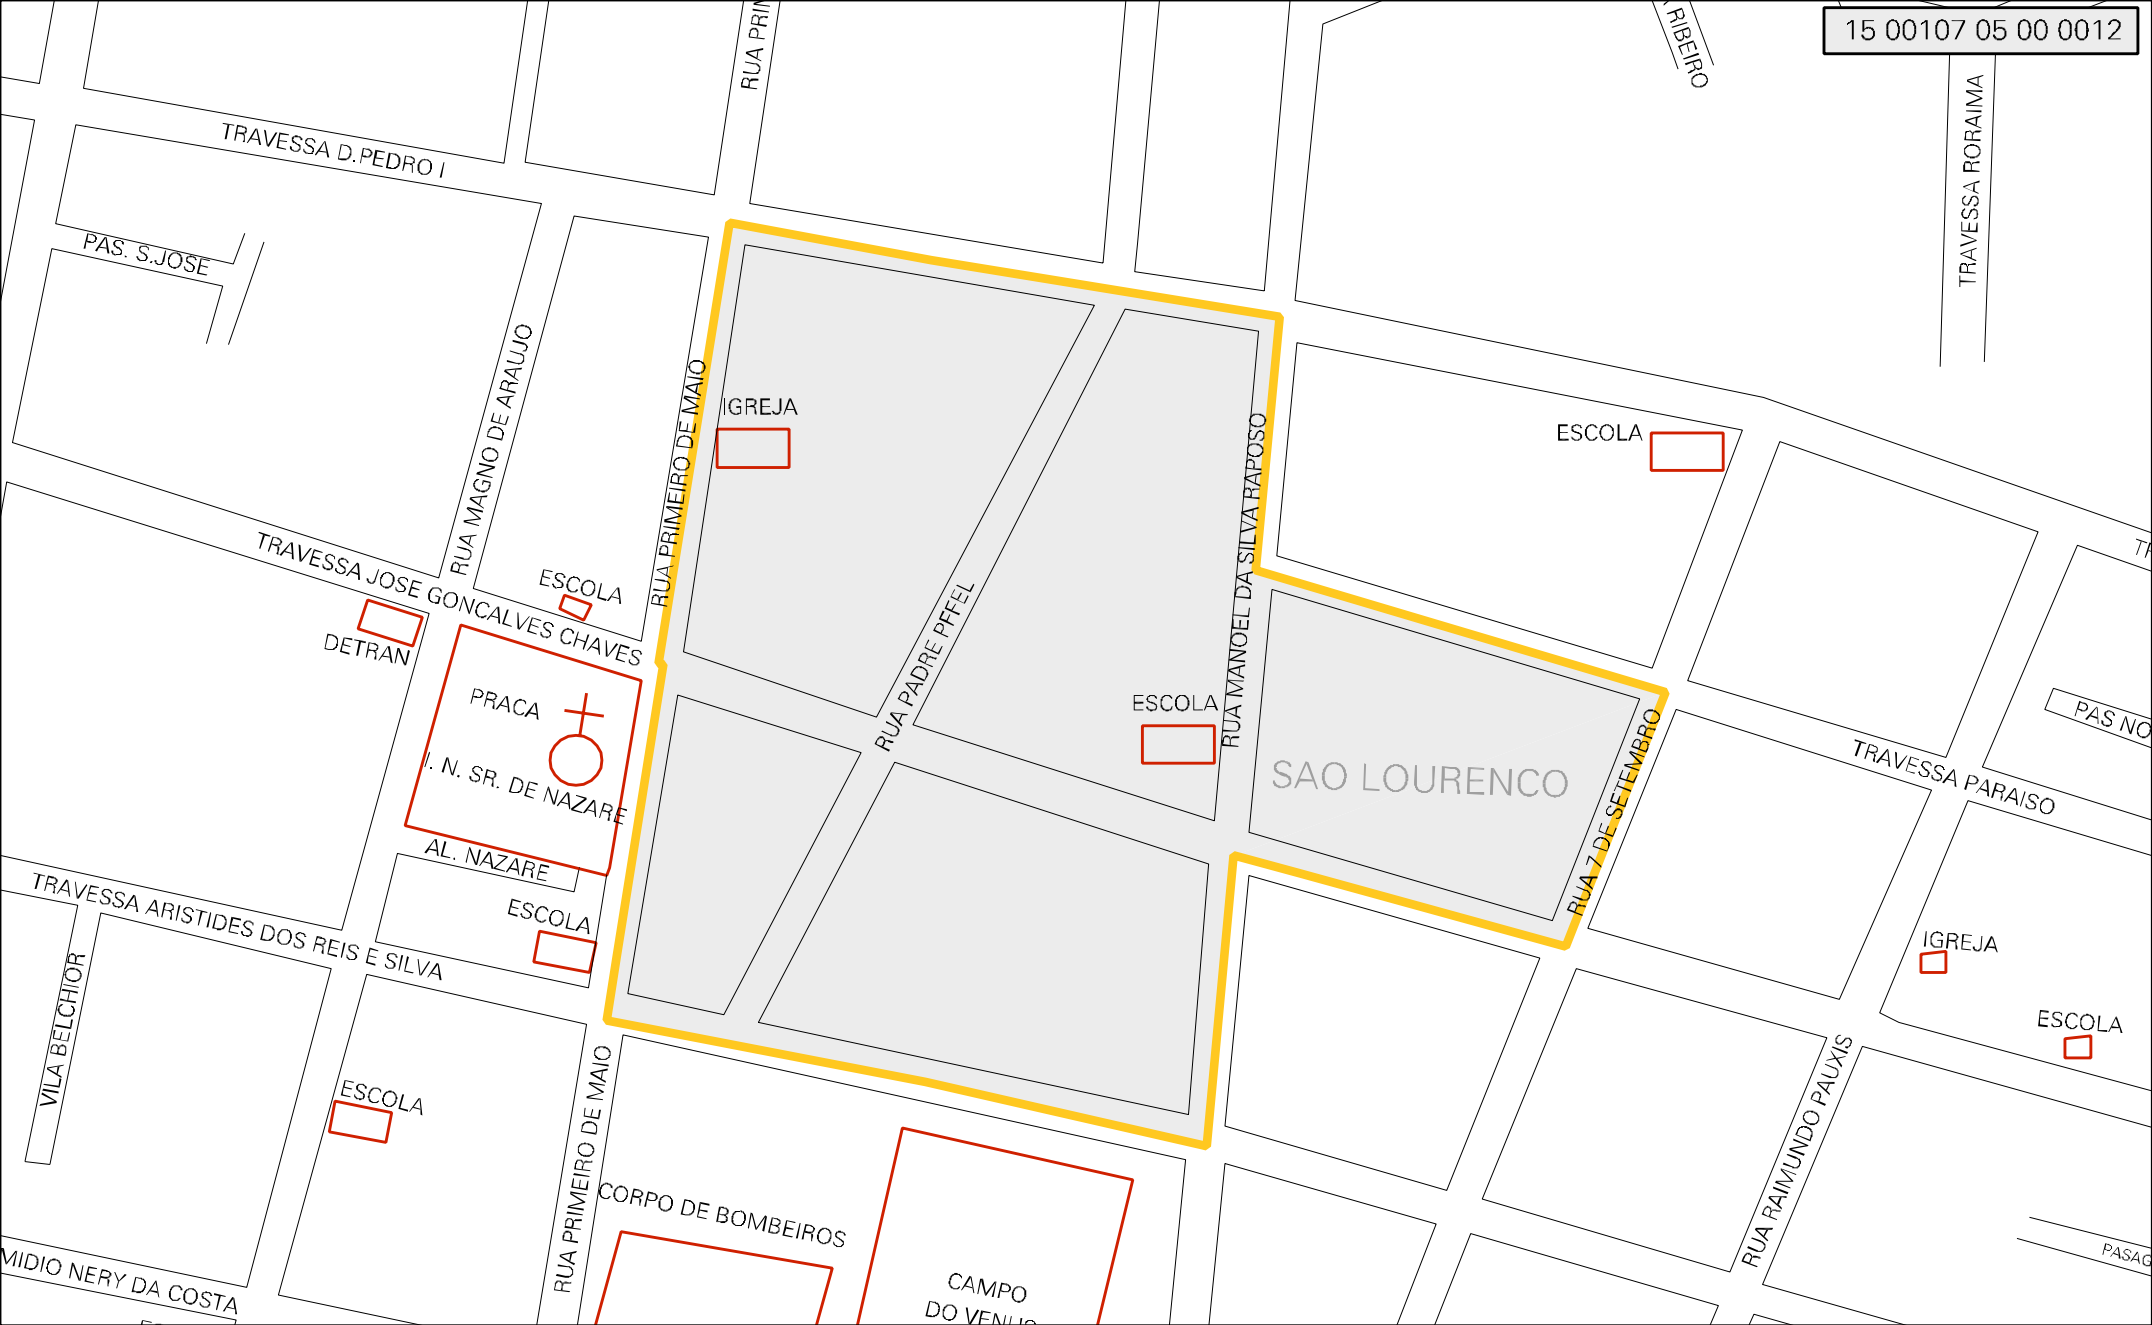 15 00107 05 00 0012
RUA PRIM
A RIBEIRO
TRAVESSA RORAIMA
TRAVESSA D.PEDRO I
PAS. S.JOSE
RUA MAGNO DE ARAUJO
RUA PRIMEIRO DE MAIO
IGREJA
RUA MANOEL DA SILVA RAPOSO
ESCOLA
TRAVESSA JOSE GONCALVES CHAVES
ESCOLA
DETRAN
RUA PADRE PFFEL
PRACA
I. N. SR. DE NAZARE
ESCOLA
SAO LOURENCO
RUA 7 DE SETEMBRO
PAS NO
TRAVESSA PARAISO
AL. NAZARE
TRAVESSA ARISTIDES DOS REIS E SILVA
ESCOLA
IGREJA
VILA BELCHIOR
ESCOLA
RUA PRIMEIRO DE MAIO
ESCOLA
RUA RAIMUNDO PAUXIS
CORPO DE BOMBEIROS
MIDIO NERY DA COSTA
CAMPO
DO VENUS
PASAG